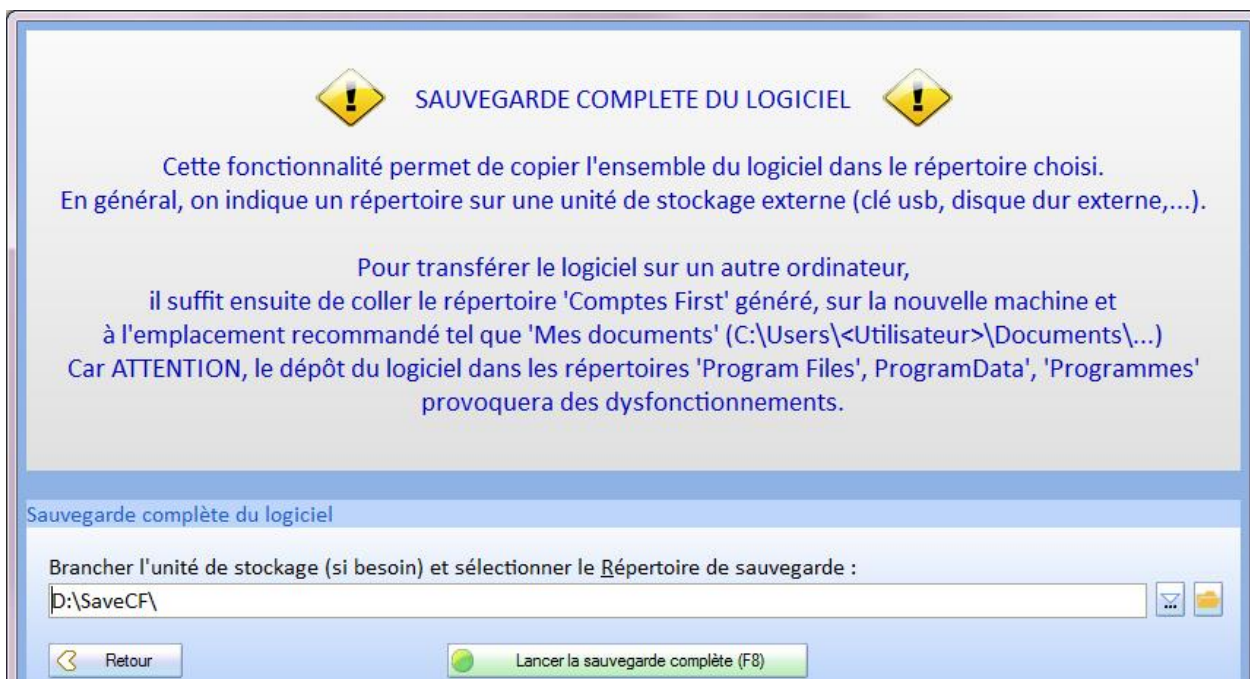 SAUVEGARDE COMPLETE DU LOGICIEL
Cette fonctionnalité permet de copier l'ensemble du logiciel dans le répertoire choisi.
En général, on indique un répertoire sur une unité de stockage externe (clé usb, disque dur externe,...).
Pour transférer le logiciel sur un autre ordinateur,
il suffit ensuite de coller le répertoire 'Comptes First' généré, sur la nouvelle machine et
à l'emplacement recommandé tel que 'Mes documents' (C:\Users\<Utilisateur>\Documents\...)
Car ATTENTION, le dépôt du logiciel dans les répertoires 'Program Files', ProgramData', 'Programmes'
provoquera des dysfonctionnements.
Sauvegarde complète du logiciel
Brancher l'unité de stockage (si besoin) et sélectionner le Répertoire de sauvegarde :
D:\SaveCF\
Retour
Lancer la sauvegarde complète (F8)